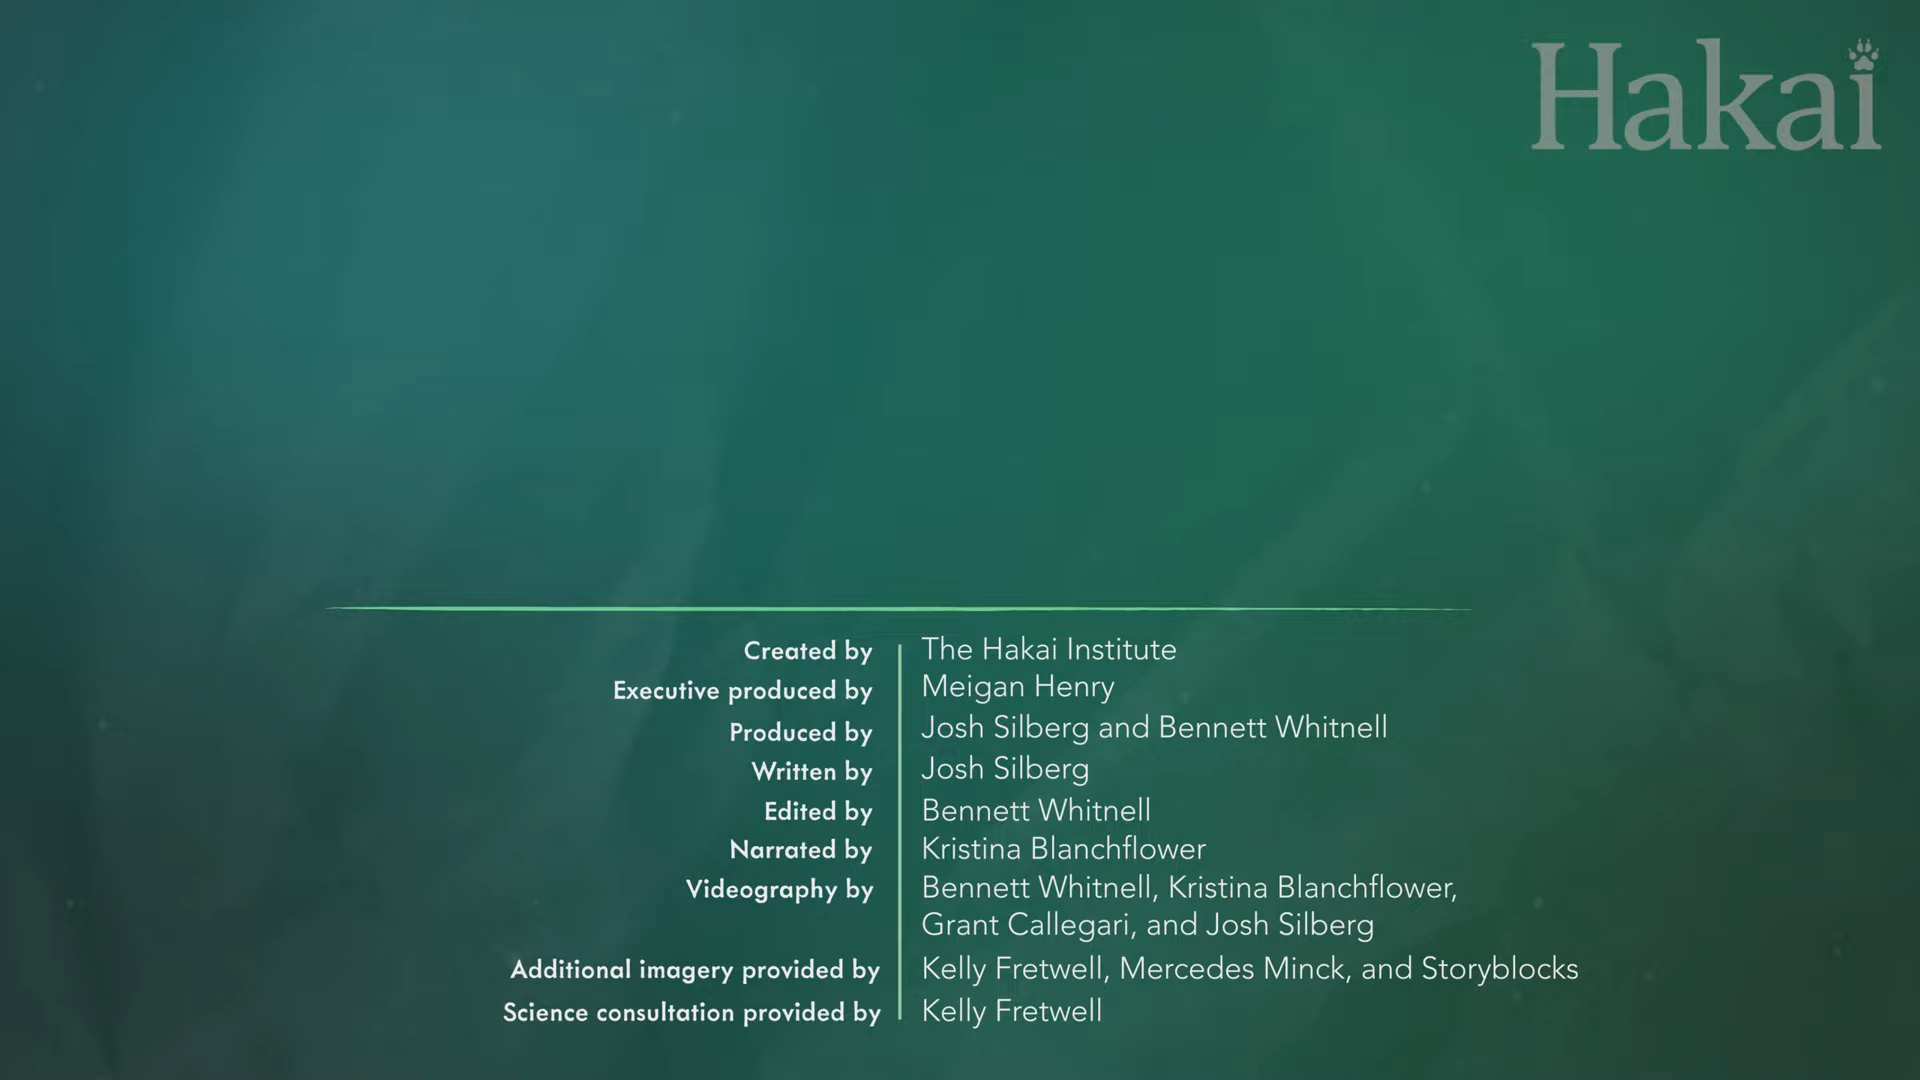 Hakai
Created by The Hakai Institute
Executive produced by Meigan Henry
Produced by Josh Silberg and Bennett Whitnell
Written by Josh Silberg
Edited by Bennett Whitnell
Narrated by Kristina Blanchflower
Videography by Bennett Whitnell, Kristina Blanchflower,
Grant Callegari, and Josh Silberg
Additional imagery provided by Kelly Fretwell, Mercedes Minck, and Storyblocks
Science consultation provided by Kelly Fretwell